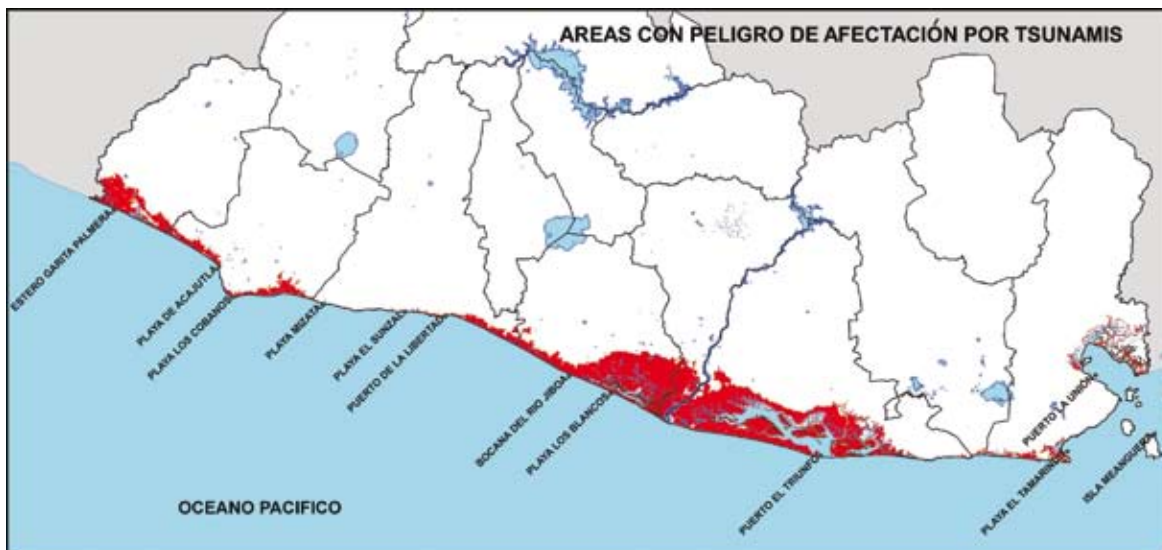 AREAS CON PELIGRO DE AFECTACIÓN POR TSUNAMIS
ESTERO GARITA PALMERA
PLAYA DE ACAJUTLA
PLAYA LOS COBANOS
PLAYA MIZATA
PLAYA EL SUNZAL
PUERTO DE LA LIBERTAD
BOCANA DEL RIO JIBOA
PLAYA LOS BLANCOS
PUERTO EL TRIUNFO
PLAYA EL TAMARINDO
PUERTO LA UNIÓN
ISLA MEANGUERA
OCEANO PACIFICO